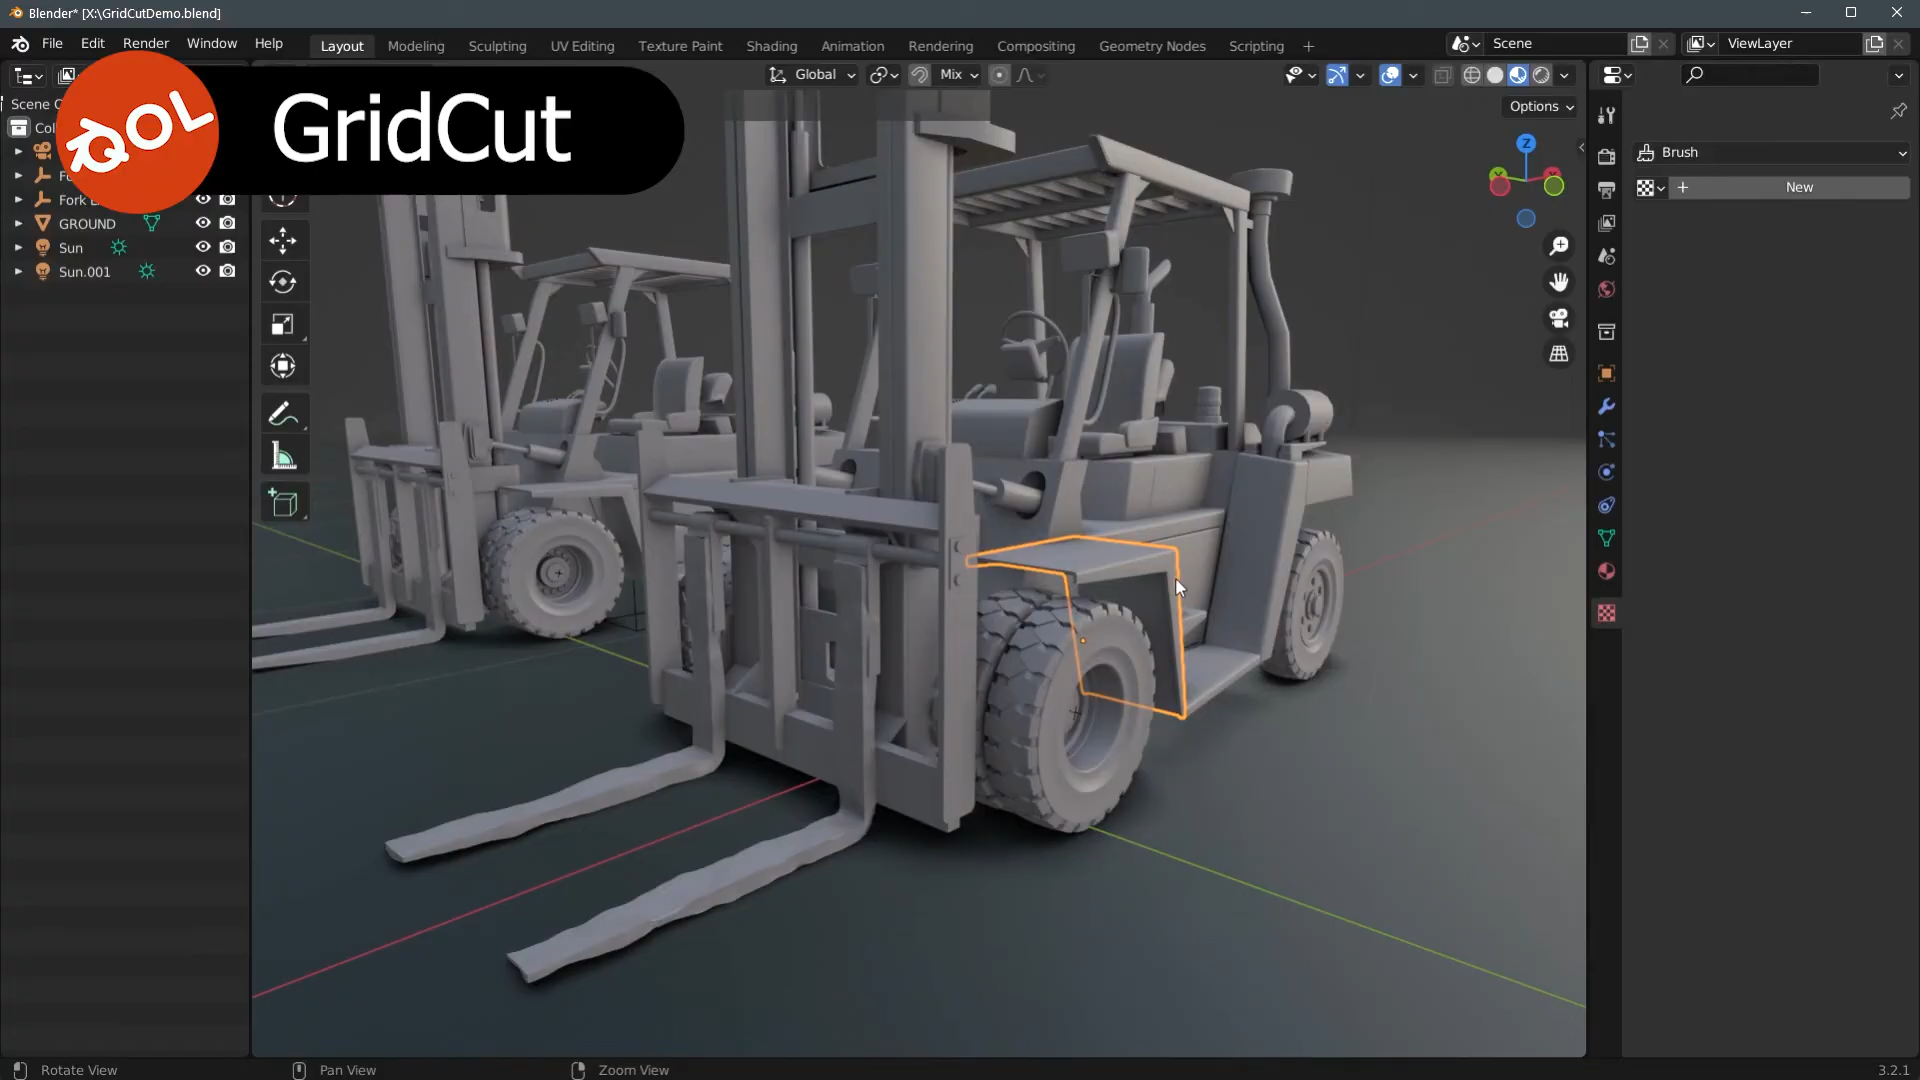 Blender* [X:\GridCutDemo.blend]
File Edit Render Window Help
Layout Modeling Sculpting UV Editing Texture Paint Shading Animation Rendering Compositing Geometry Nodes Scripting +
Scene
ViewLayer
Global
Mix
Options
QOL
GridCut
Scene C
Col
Fo
Fork
GROUND
Sun
Sun.001
Z
Brush
+ New
Rotate View
Pan View
Zoom View
3.2.1